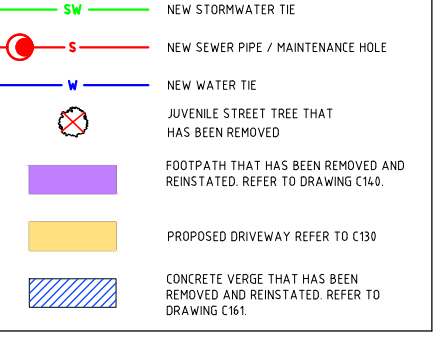 SW NEW STORMWATER TIE
S NEW SEWER PIPE / MAINTENANCE HOLE
W NEW WATER TIE
JUVENILE STREET TREE THAT
HAS BEEN REMOVED
FOOTPATH THAT HAS BEEN REMOVED AND
REINSTATED. REFER TO DRAWING C140.
PROPOSED DRIVEWAY REFER TO C130
CONCRETE VERGE THAT HAS BEEN
REMOVED AND REINSTATED. REFER TO
DRAWING C161.